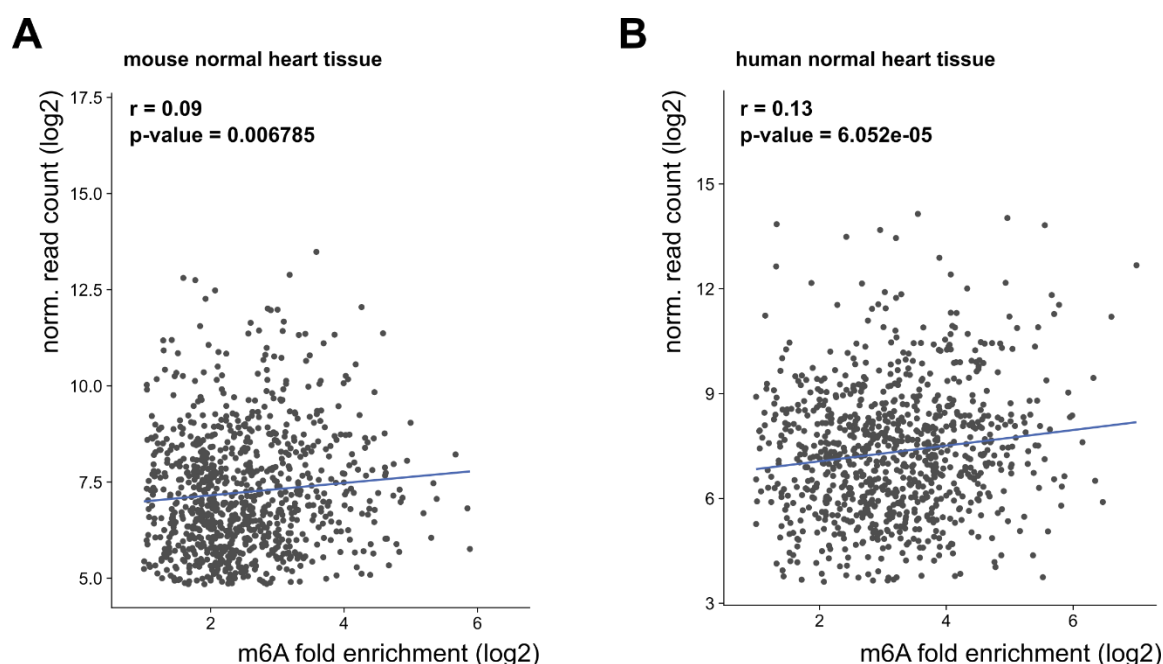 A
mouse normal heart tissue
r = 0.09
p-value = 0.006785
norm. read count (log2)
17.5
15.0
12.5
10.0
7.5
5.0
2
4
6
m6A fold enrichment (log2)
B
human normal heart tissue
r = 0.13
p-value = 6.052e-05
norm. read count (log2)
15
12
9
6
3
2
4
6
m6A fold enrichment (log2)